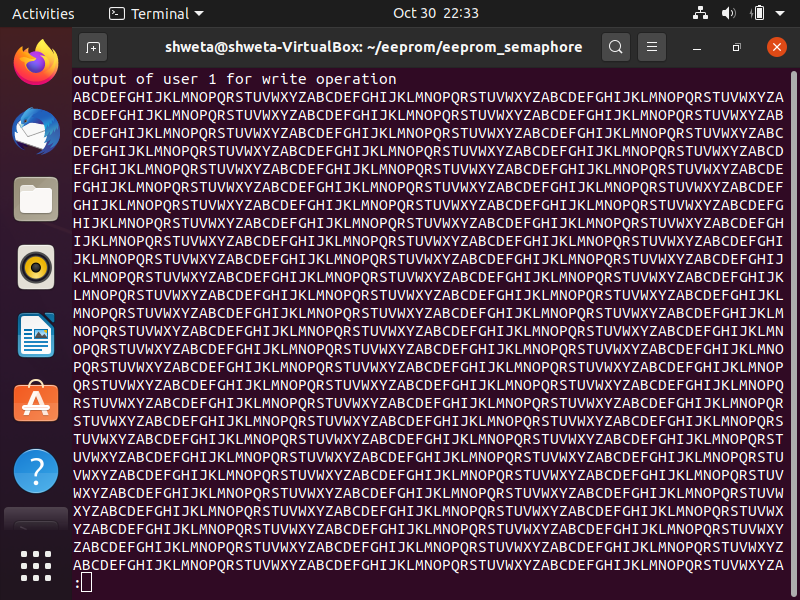 Activities Terminal Oct 30 22:33
shweta@shweta-VirtualBox: ~/eeprom/eeprom_semaphore
output of user 1 for write operation
ABCDEFGHIJKLMNOPQRSTUVWXYZABCDEFGHIJKLMNOPQRSTUVWXYZABCDEFGHIJKLMNOPQRSTUVWXYZA
BCDEFGHIJKLMNOPQRSTUVWXYZABCDEFGHIJKLMNOPQRSTUVWXYZABCDEFGHIJKLMNOPQRSTUVWXYZAB
CDEFGHIJKLMNOPQRSTUVWXYZABCDEFGHIJKLMNOPQRSTUVWXYZABCDEFGHIJKLMNOPQRSTUVWXYZABC
DEFGHIJKLMNOPQRSTUVWXYZABCDEFGHIJKLMNOPQRSTUVWXYZABCDEFGHIJKLMNOPQRSTUVWXYZABCD
EFGHIJKLMNOPQRSTUVWXYZABCDEFGHIJKLMNOPQRSTUVWXYZABCDEFGHIJKLMNOPQRSTUVWXYZABCDE
FGHIJKLMNOPQRSTUVWXYZABCDEFGHIJKLMNOPQRSTUVWXYZABCDEFGHIJKLMNOPQRSTUVWXYZABCDEF
GHIJKLMNOPQRSTUVWXYZABCDEFGHIJKLMNOPQRSTUVWXYZABCDEFGHIJKLMNOPQRSTUVWXYZABCDEFG
HIJKLMNOPQRSTUVWXYZABCDEFGHIJKLMNOPQRSTUVWXYZABCDEFGHIJKLMNOPQRSTUVWXYZABCDEFGH
IJKLMNOPQRSTUVWXYZABCDEFGHIJKLMNOPQRSTUVWXYZABCDEFGHIJKLMNOPQRSTUVWXYZABCDEFGHI
JKLMNOPQRSTUVWXYZABCDEFGHIJKLMNOPQRSTUVWXYZABCDEFGHIJKLMNOPQRSTUVWXYZABCDEFGHIJ
KLMNOPQRSTUVWXYZABCDEFGHIJKLMNOPQRSTUVWXYZABCDEFGHIJKLMNOPQRSTUVWXYZABCDEFGHIJK
LMNOPQRSTUVWXYZABCDEFGHIJKLMNOPQRSTUVWXYZABCDEFGHIJKLMNOPQRSTUVWXYZABCDEFGHIJKL
MNOPQRSTUVWXYZABCDEFGHIJKLMNOPQRSTUVWXYZABCDEFGHIJKLMNOPQRSTUVWXYZABCDEFGHIJKLM
NOPQRSTUVWXYZABCDEFGHIJKLMNOPQRSTUVWXYZABCDEFGHIJKLMNOPQRSTUVWXYZABCDEFGHIJKLMN
OPQRSTUVWXYZABCDEFGHIJKLMNOPQRSTUVWXYZABCDEFGHIJKLMNOPQRSTUVWXYZABCDEFGHIJKLMNO
PQRSTUVWXYZABCDEFGHIJKLMNOPQRSTUVWXYZABCDEFGHIJKLMNOPQRSTUVWXYZABCDEFGHIJKLMNOP
QRSTUVWXYZABCDEFGHIJKLMNOPQRSTUVWXYZABCDEFGHIJKLMNOPQRSTUVWXYZABCDEFGHIJKLMNOPQ
RSTUVWXYZABCDEFGHIJKLMNOPQRSTUVWXYZABCDEFGHIJKLMNOPQRSTUVWXYZABCDEFGHIJKLMNOPQR
STUVWXYZABCDEFGHIJKLMNOPQRSTUVWXYZABCDEFGHIJKLMNOPQRSTUVWXYZABCDEFGHIJKLMNOPQRS
TUVWXYZABCDEFGHIJKLMNOPQRSTUVWXYZABCDEFGHIJKLMNOPQRSTUVWXYZABCDEFGHIJKLMNOPQRST
UVWXYZABCDEFGHIJKLMNOPQRSTUVWXYZABCDEFGHIJKLMNOPQRSTUVWXYZABCDEFGHIJKLMNOPQRSTU
VWXYZABCDEFGHIJKLMNOPQRSTUVWXYZABCDEFGHIJKLMNOPQRSTUVWXYZABCDEFGHIJKLMNOPQRSTUV
WXYZABCDEFGHIJKLMNOPQRSTUVWXYZABCDEFGHIJKLMNOPQRSTUVWXYZABCDEFGHIJKLMNOPQRSTUVW
XYZABCDEFGHIJKLMNOPQRSTUVWXYZABCDEFGHIJKLMNOPQRSTUVWXYZABCDEFGHIJKLMNOPQRSTUVWX
YZABCDEFGHIJKLMNOPQRSTUVWXYZABCDEFGHIJKLMNOPQRSTUVWXYZABCDEFGHIJKLMNOPQRSTUVWXY
ZABCDEFGHIJKLMNOPQRSTUVWXYZABCDEFGHIJKLMNOPQRSTUVWXYZABCDEFGHIJKLMNOPQRSTUVWXYZ
ABCDEFGHIJKLMNOPQRSTUVWXYZABCDEFGHIJKLMNOPQRSTUVWXYZABCDEFGHIJKLMNOPQRSTUVWXYZA
: